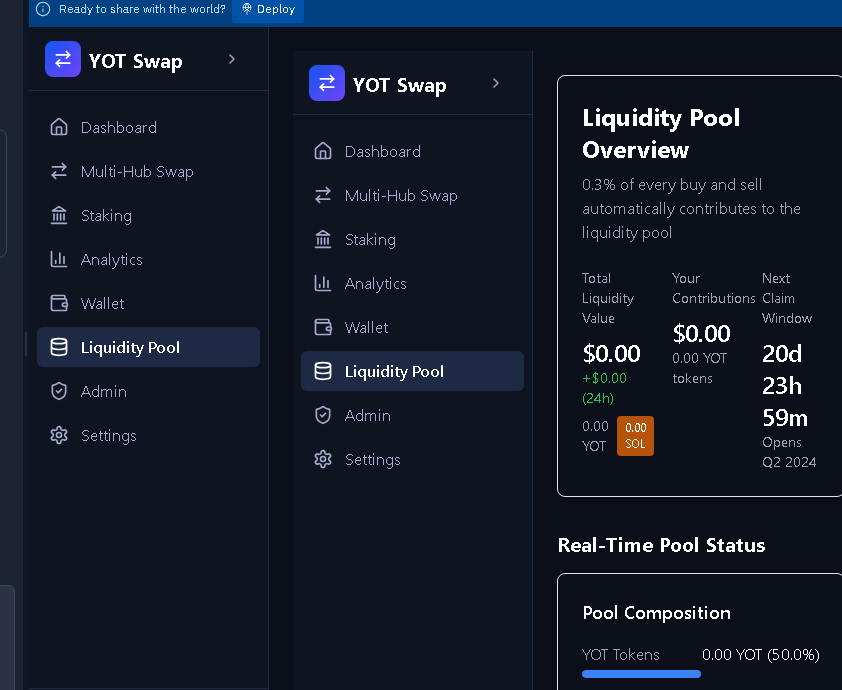 Ready to share with the world? Deploy
YOT Swap
Dashboard
Multi-Hub Swap
Staking
Analytics
Wallet
Liquidity Pool
Admin
Settings
YOT Swap
Dashboard
Multi-Hub Swap
Staking
Analytics
Wallet
Liquidity Pool
Admin
Settings
Liquidity Pool
Overview
0.3% of every buy and sell
automatically contributes to the
liquidity pool
Total
Liquidity
Value
$0.00
+$0.00
(24h)
0.00
YOT
0.00
SOL
Your
Contributions
$0.00
0.00 YOT
tokens
Next
Claim
Window
20d
23h
59m
Opens
Q2 2024
Real-Time Pool Status
Pool Composition
YOT Tokens 0.00 YOT (50.0%)